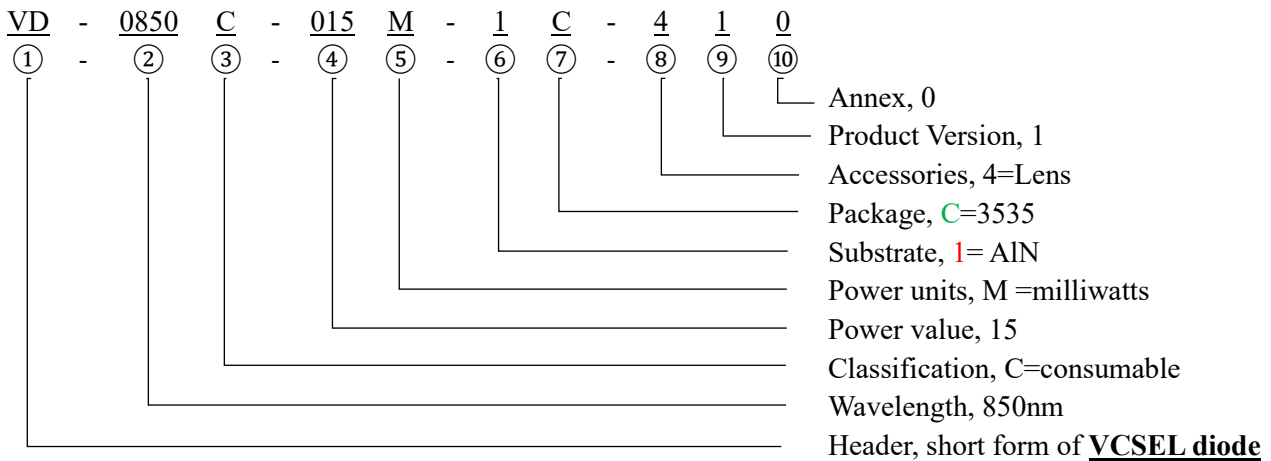 VD - 0850 C - 015 M - 1 C - 4 1 0
① - ② ③ - ④ ⑤ - ⑥ ⑦ - ⑧ ⑨ ⑩
Annex, 0
Product Version, 1
Accessories, 4=Lens
Package, C=3535
Substrate, 1= AlN
Power units, M =milliwatts
Power value, 15
Classification, C=consumable
Wavelength, 850nm
Header, short form of VCSEL diode